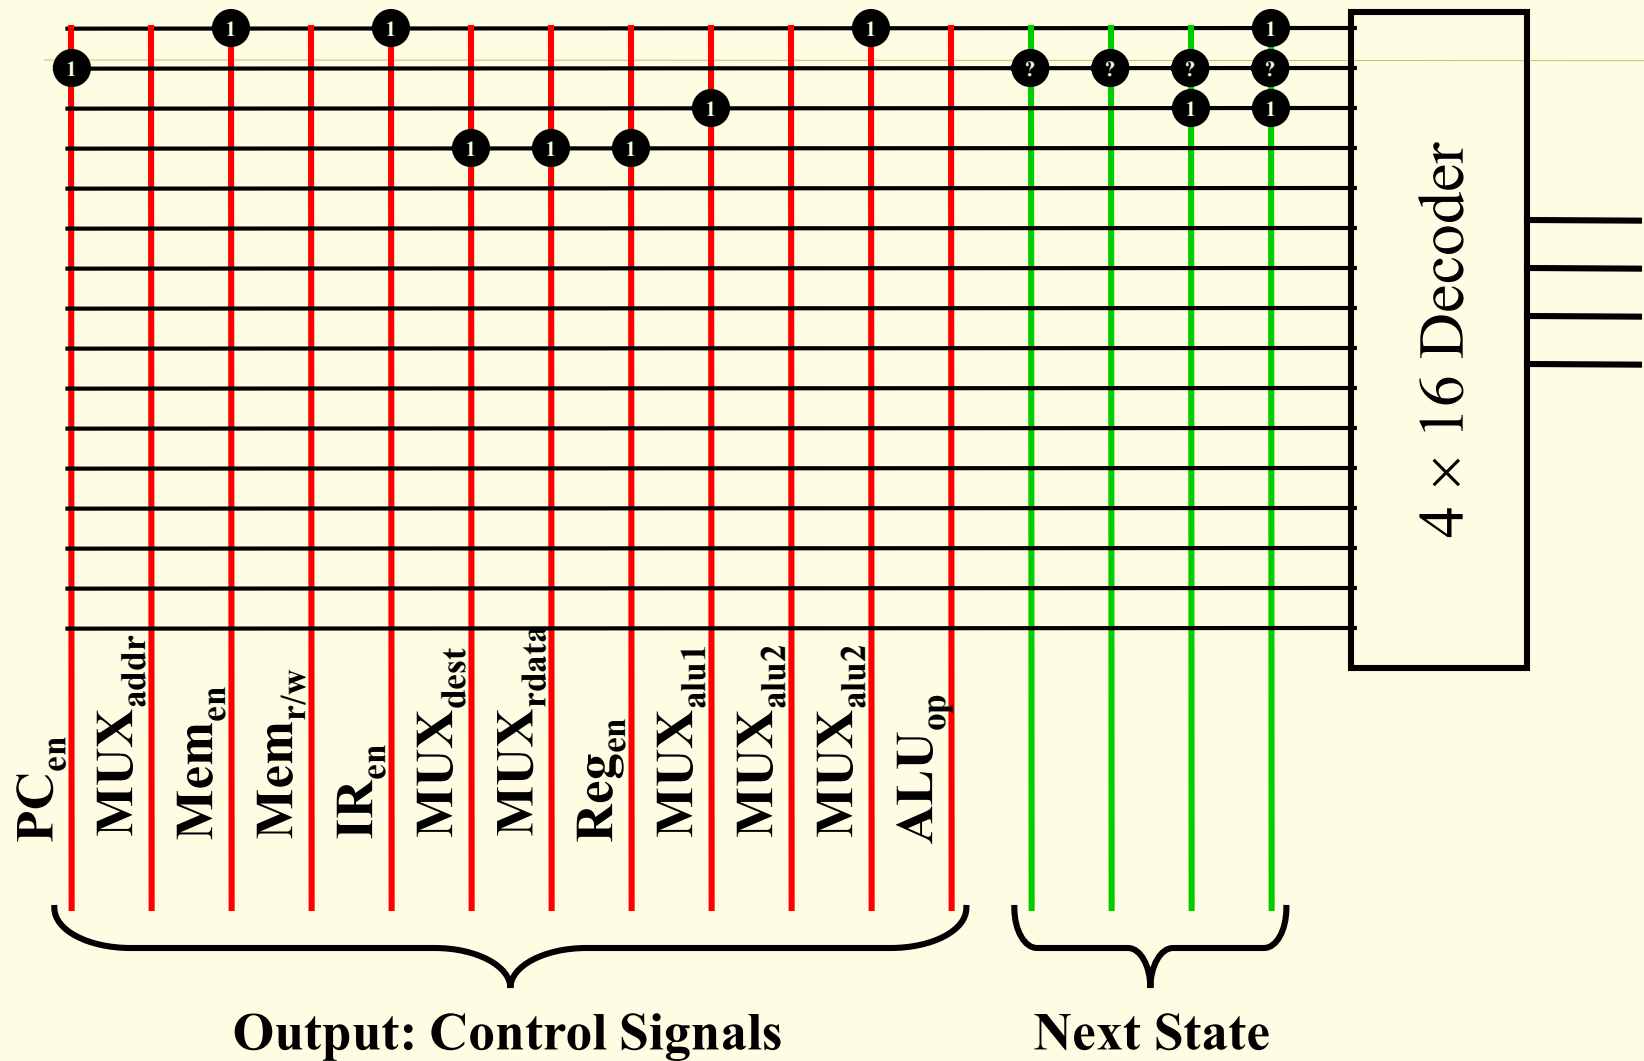 1 1 1 1
1 ? ? ? ?
1 1 1
1 1 1
4 × 16 Decoder
PCen
MUXaddr
Memen
Memr/w
IRen
MUXdest
MUXrdata
Regen
MUXalu1
MUXalu2
MUXalu2
ALUop
Output: Control Signals
Next State